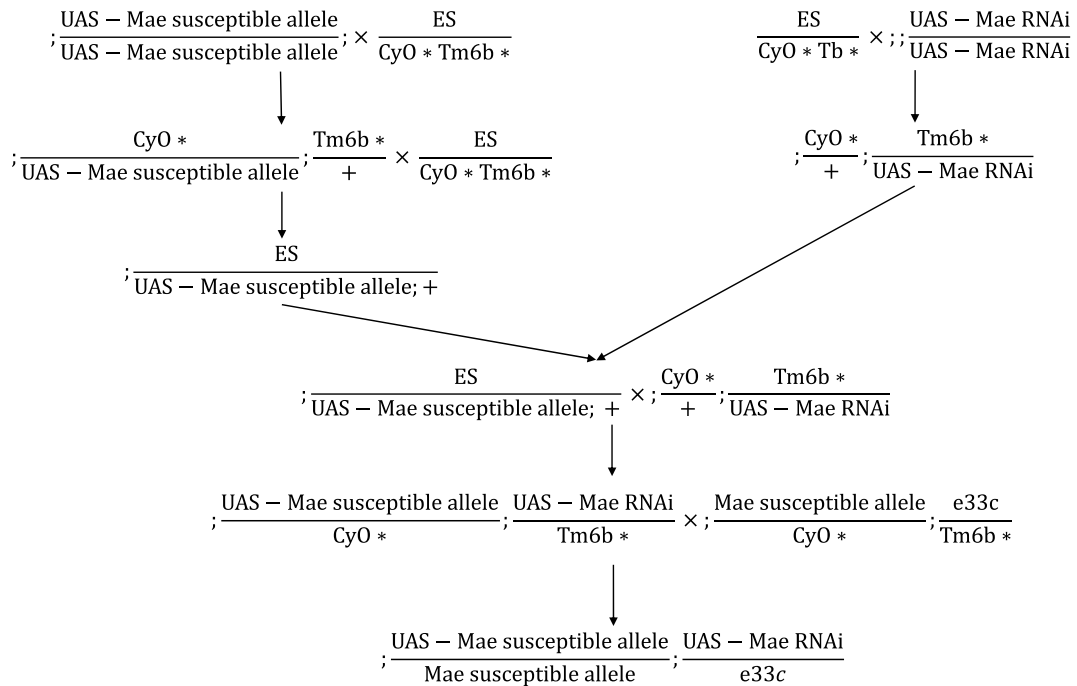 ; UAS − Mae susceptible allele / UAS − Mae susceptible allele ; × ES / CyO * Tm6b *
ES / CyO * Tb * × ; ; UAS − Mae RNAi / UAS − Mae RNAi
; CyO * / UAS − Mae susceptible allele ; Tm6b * / + × ES / CyO * Tm6b *
; CyO * / + ; Tm6b * / UAS − Mae RNAi
; ES / UAS − Mae susceptible allele; +
; ES / UAS − Mae susceptible allele; + × ; CyO * / + ; Tm6b * / UAS − Mae RNAi
; UAS − Mae susceptible allele / CyO * ; UAS − Mae RNAi / Tm6b * × ; Mae susceptible allele / CyO * ; e33c / Tm6b *
; UAS − Mae susceptible allele / Mae susceptible allele ; UAS − Mae RNAi / e33c